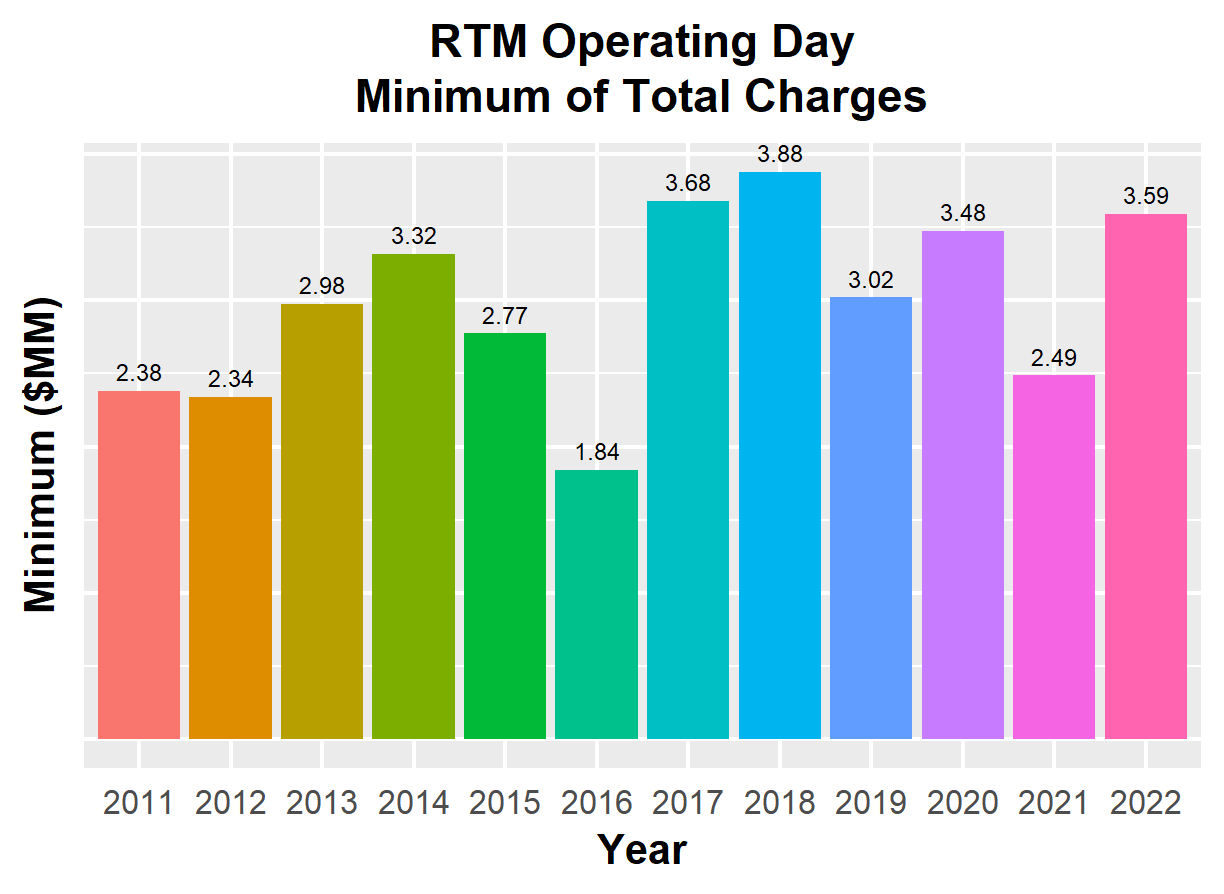 RTM Operating Day
Minimum of Total Charges
Minimum ($MM)
2.38
2.34
2.98
3.32
2.77
1.84
3.68
3.88
3.02
3.48
2.49
3.59
2011 2012 2013 2014 2015 2016 2017 2018 2019 2020 2021 2022
Year